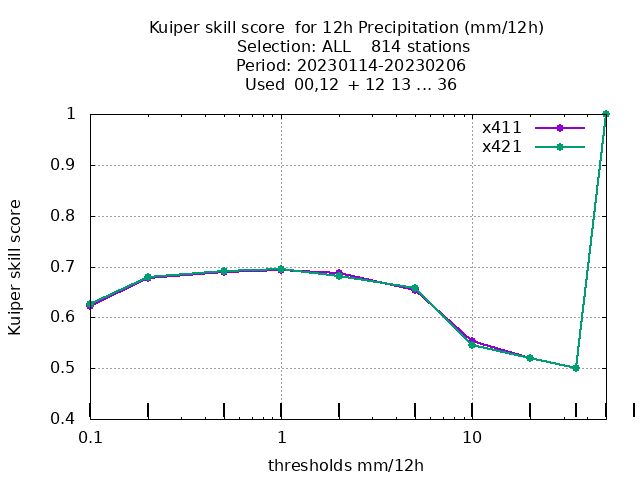 Kuiper skill score  for 12h Precipitation (mm/12h)
Selection: ALL    814 stations
Period: 20230114-20230206
Used  00,12  + 12 13 ... 36
x411
x421
1
0.9
0.8
0.7
0.6
0.5
0.4
Kuiper skill score
0.1
1
10
thresholds mm/12h